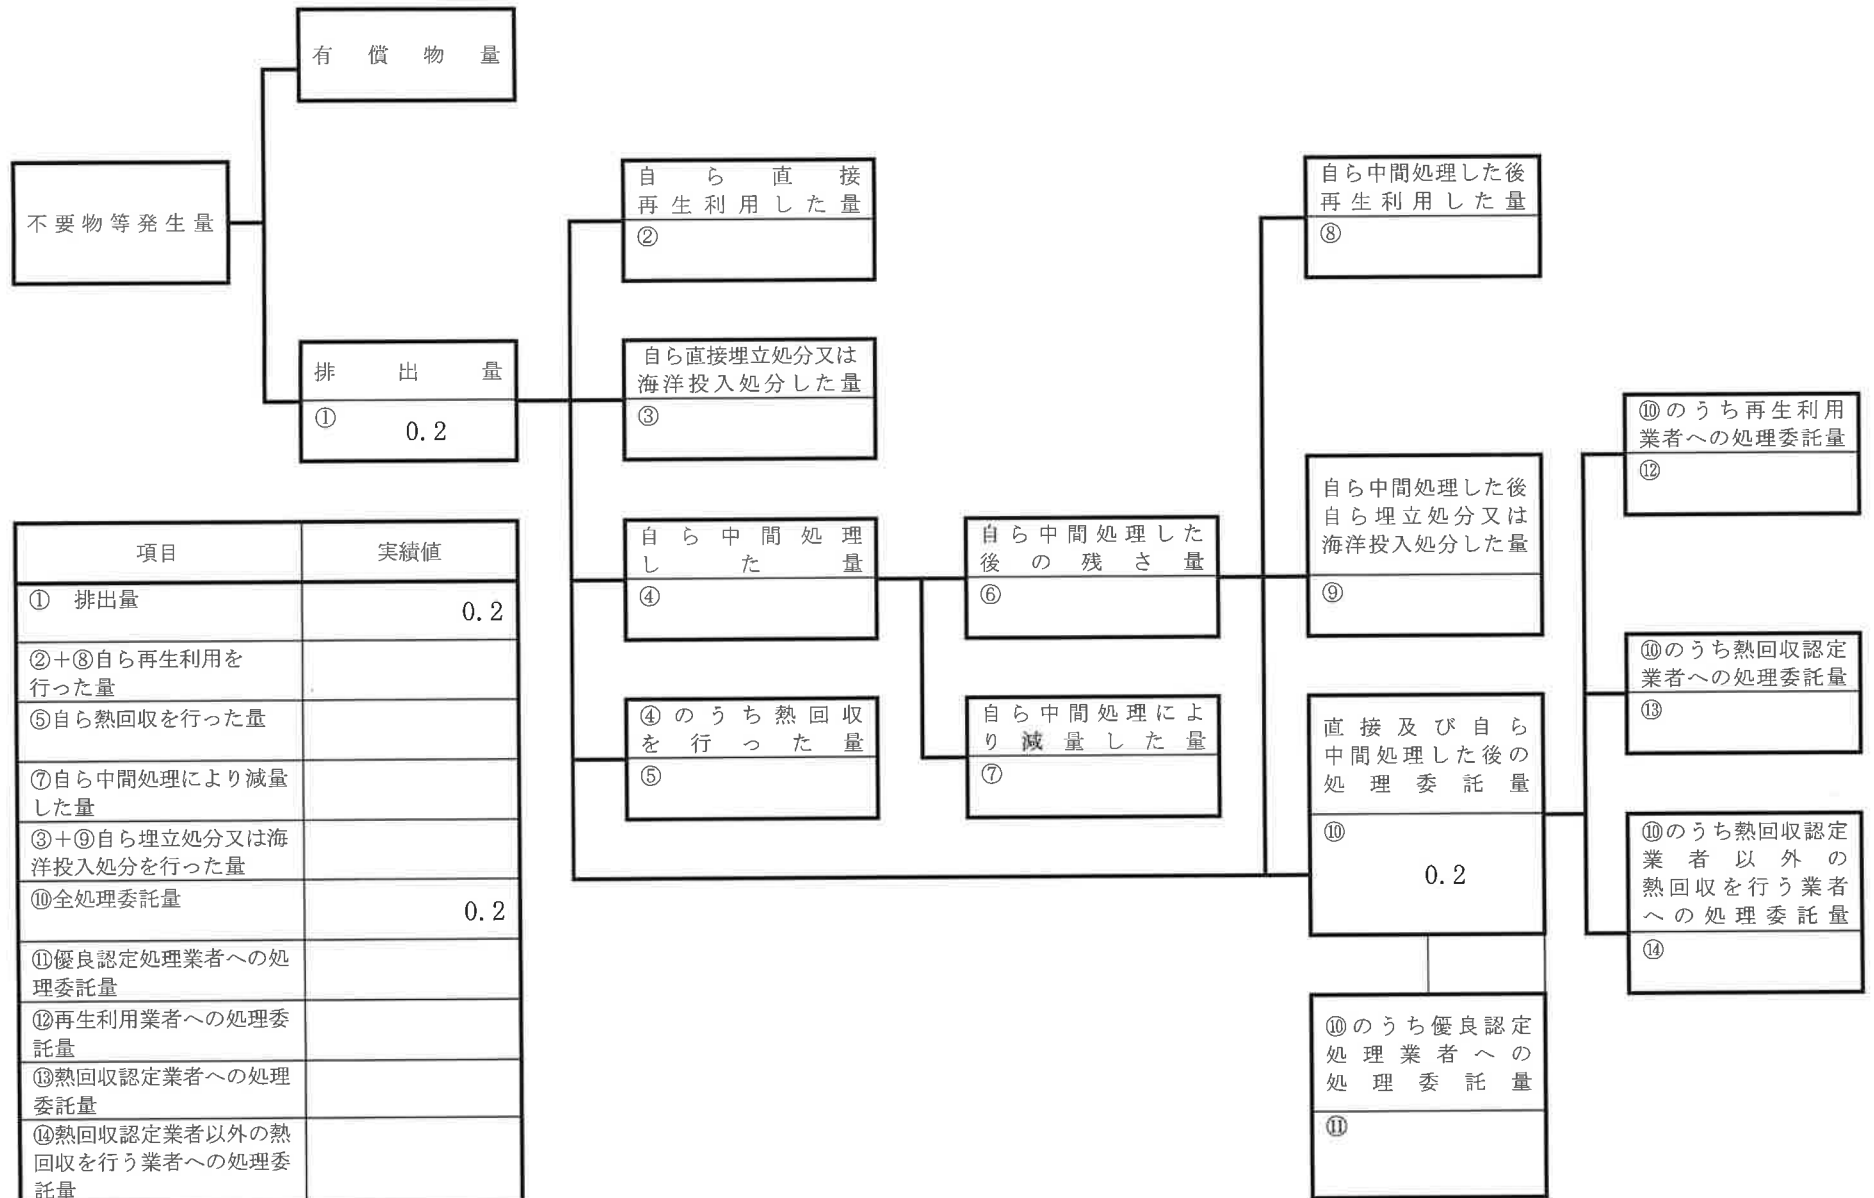 有償物量
不要物等発生量
排出量
① 0.2
自ら直接
再生利用した量
②
自ら直接埋立処分又は
海洋投入処分した量
③
自ら中間処理
した量
④
④のうち熱回収
を行った量
⑤
自ら中間処理した
後の残さ量
⑥
自ら中間処理によ
り減量した量
⑦
自ら中間処理した後
再生利用した量
⑧
自ら中間処理した後
自ら埋立処分又は
海洋投入処分した量
⑨
直接及び自ら
中間処理した後の
処理委託量
⑩
0.2
⑩のうち優良認定
処理業者への
処理委託量
⑪
⑩のうち再生利用
業者への処理委託量
⑫
⑩のうち熱回収認定
業者への処理委託量
⑬
⑩のうち熱回収認定
業者以外の
熱回収を行う業者
への処理委託量
⑭
項目 実績値
① 排出量 0.2
②+⑧自ら再生利用を
行った量
⑤自ら熱回収を行った量
⑦自ら中間処理により減量
した量
③+⑨自ら埋立処分又は海
洋投入処分を行った量
⑩全処理委託量 0.2
⑪優良認定処理業者への処
理委託量
⑫再生利用業者への処理委
託量
⑬熱回収認定業者への処理
委託量
⑭熱回収認定業者以外の熱
回収を行う業者への処理委
託量